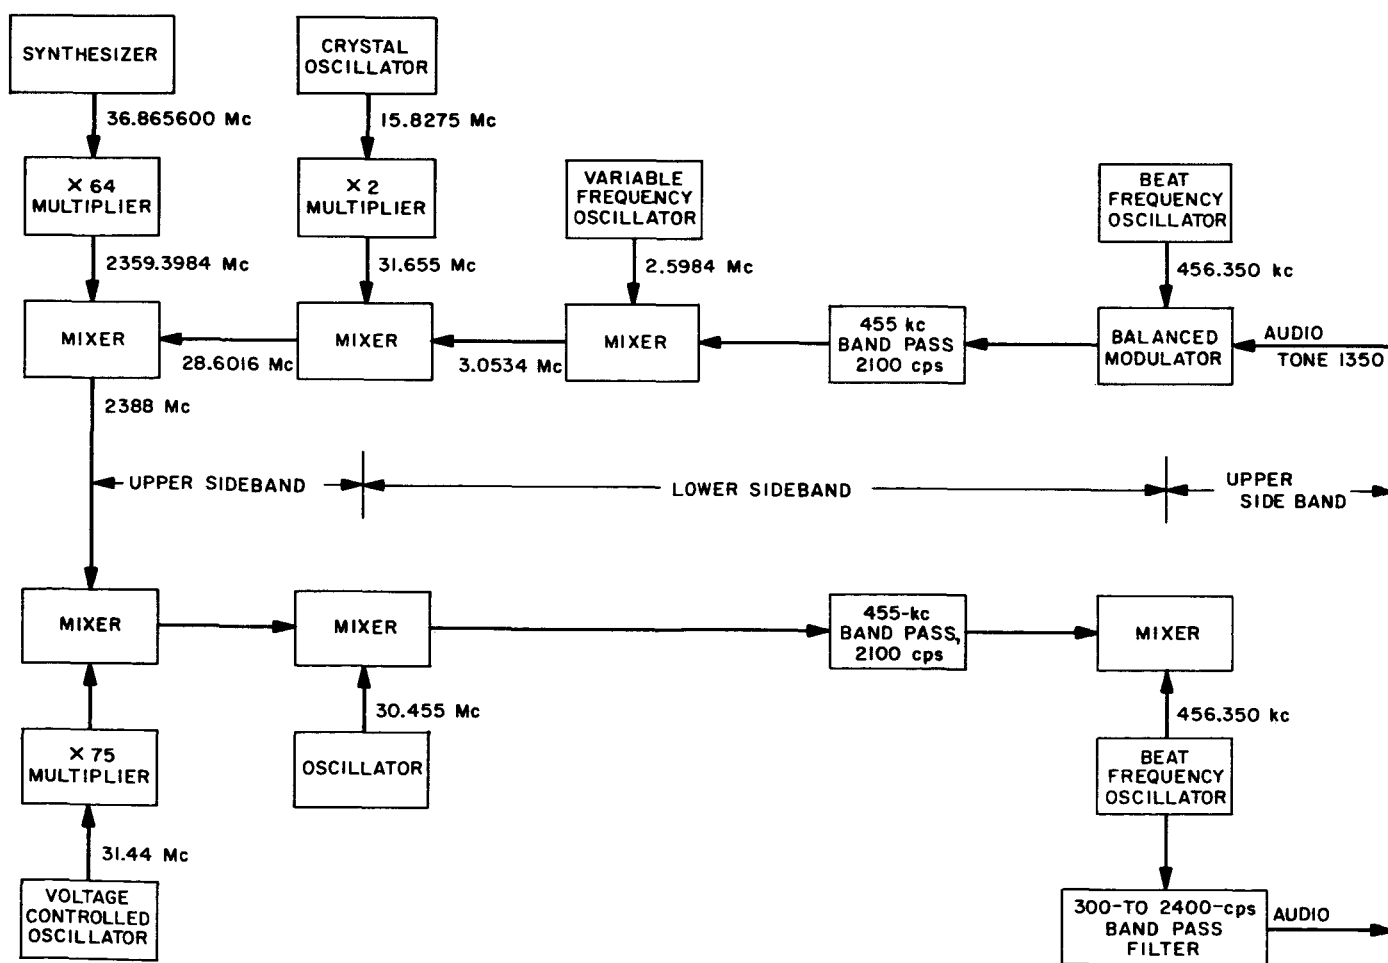 SYNTHESIZER
CRYSTAL
OSCILLATOR
36.865600 Mc
15.8275 Mc
× 64
MULTIPLIER
× 2
MULTIPLIER
VARIABLE
FREQUENCY
OSCILLATOR
BEAT
FREQUENCY
OSCILLATOR
2359.3984 Mc
31.655 Mc
2.5984 Mc
456.350 kc
MIXER
MIXER
MIXER
455 kc
BAND PASS
2100 cps
BALANCED
MODULATOR
AUDIO
TONE 1350
28.6016 Mc
3.0534 Mc
2388 Mc
UPPER SIDEBAND
LOWER SIDEBAND
UPPER
SIDE BAND
MIXER
MIXER
455-kc
BAND PASS,
2100 cps
MIXER
30.455 Mc
456.350 kc
× 75
MULTIPLIER
OSCILLATOR
BEAT
FREQUENCY
OSCILLATOR
31.44 Mc
VOLTAGE
CONTROLLED
OSCILLATOR
300-TO 2400-cps
BAND PASS
FILTER
AUDIO